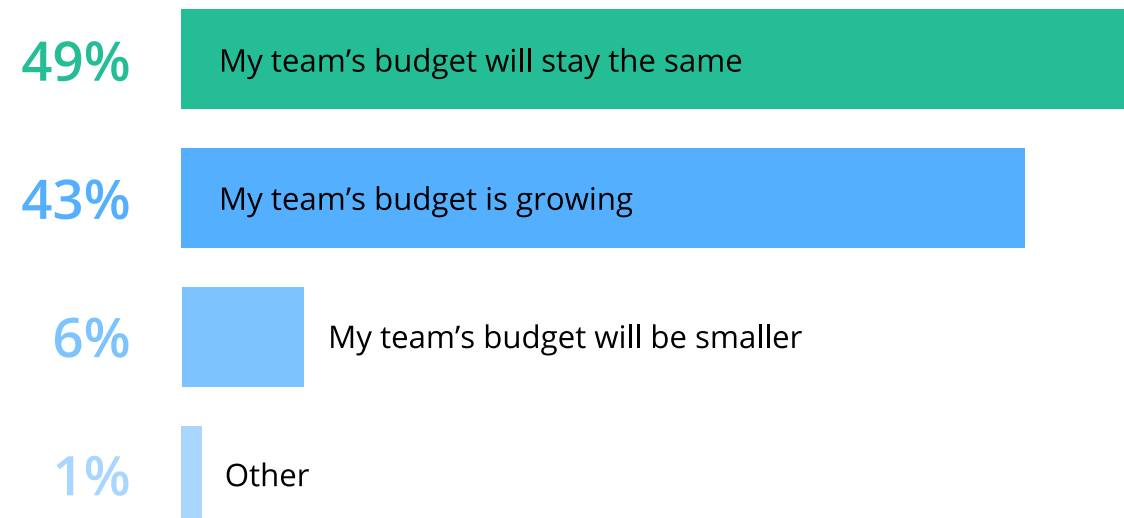 49% My team’s budget will stay the same
43% My team’s budget is growing
6% My team’s budget will be smaller
1% Other